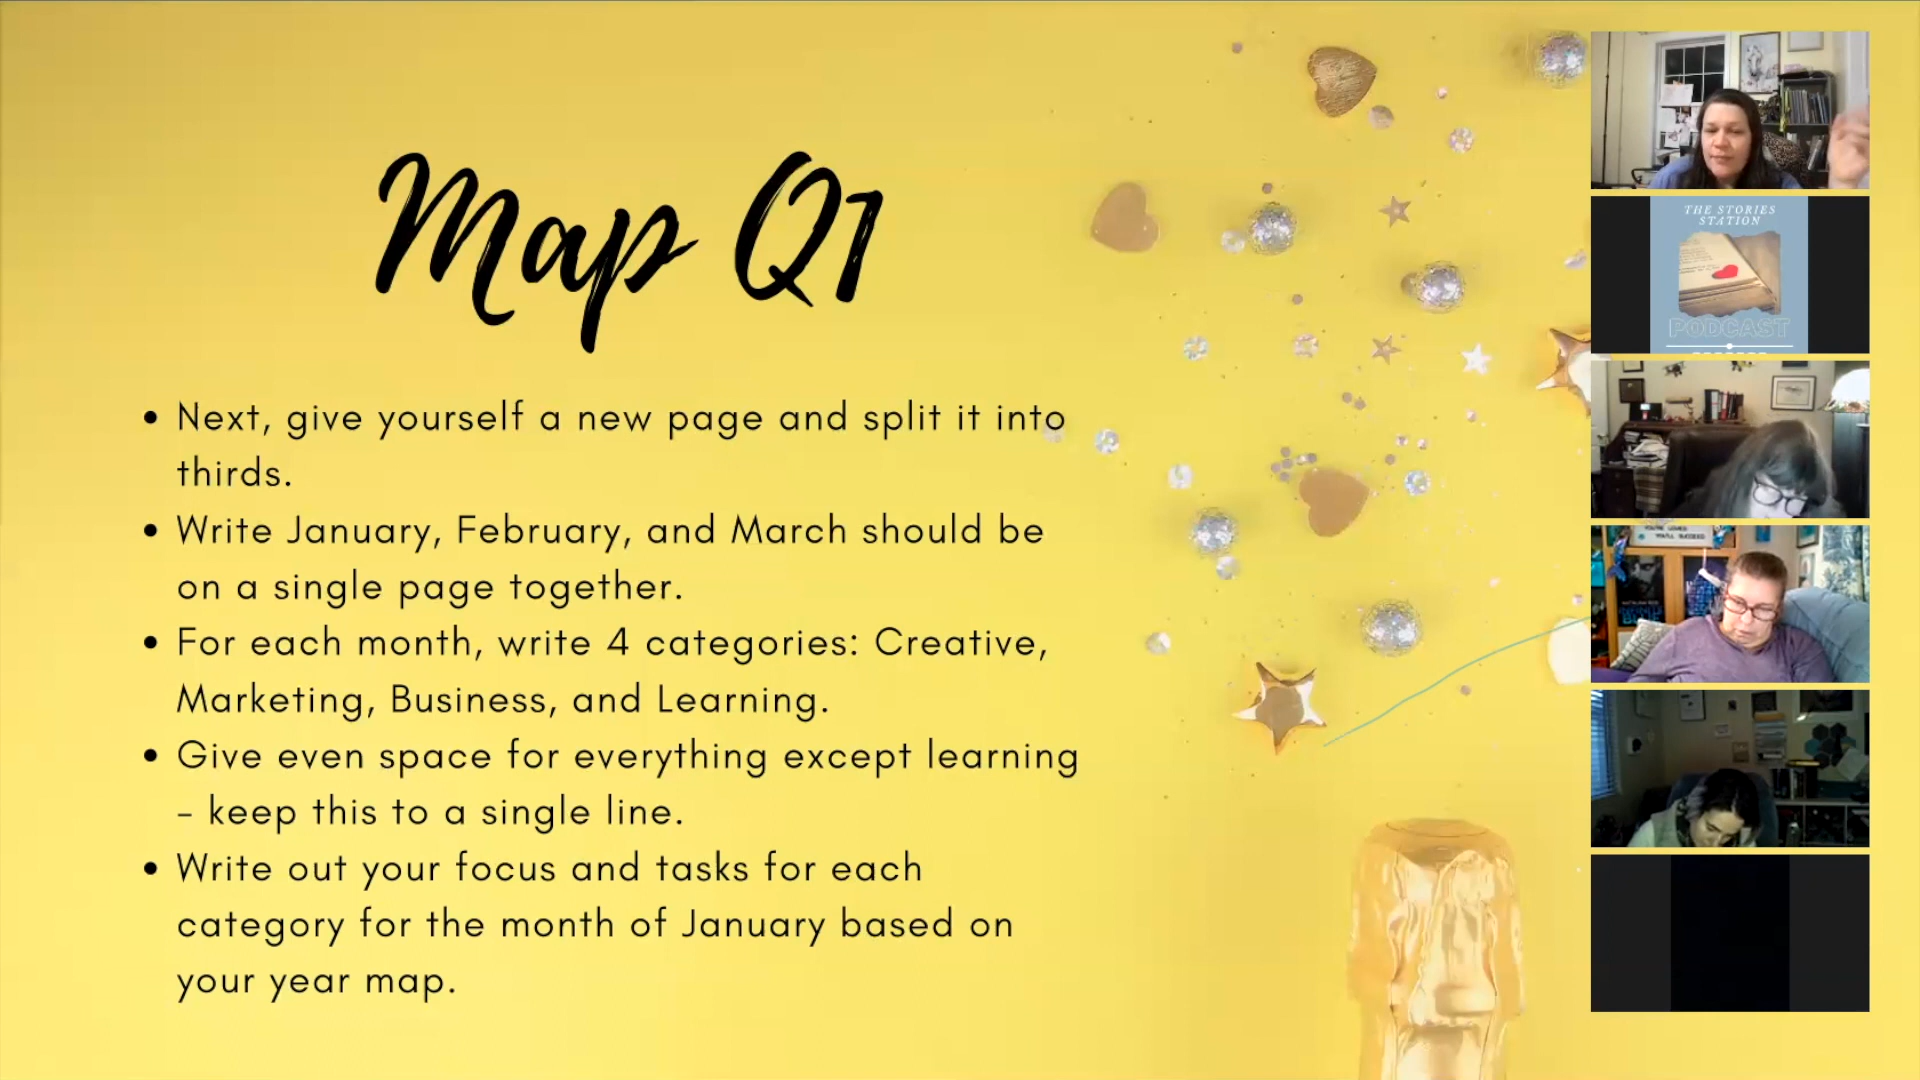 Map Q1
• Next, give yourself a new page and split it into
thirds.
• Write January, February, and March should be
on a single page together.
• For each month, write 4 categories: Creative,
Marketing, Business, and Learning.
• Give even space for everything except learning
- keep this to a single line.
• Write out your focus and tasks for each
category for the month of January based on
your year map.
THE STORIES
STATION
PODCAST
YOU'LL SUCCEED